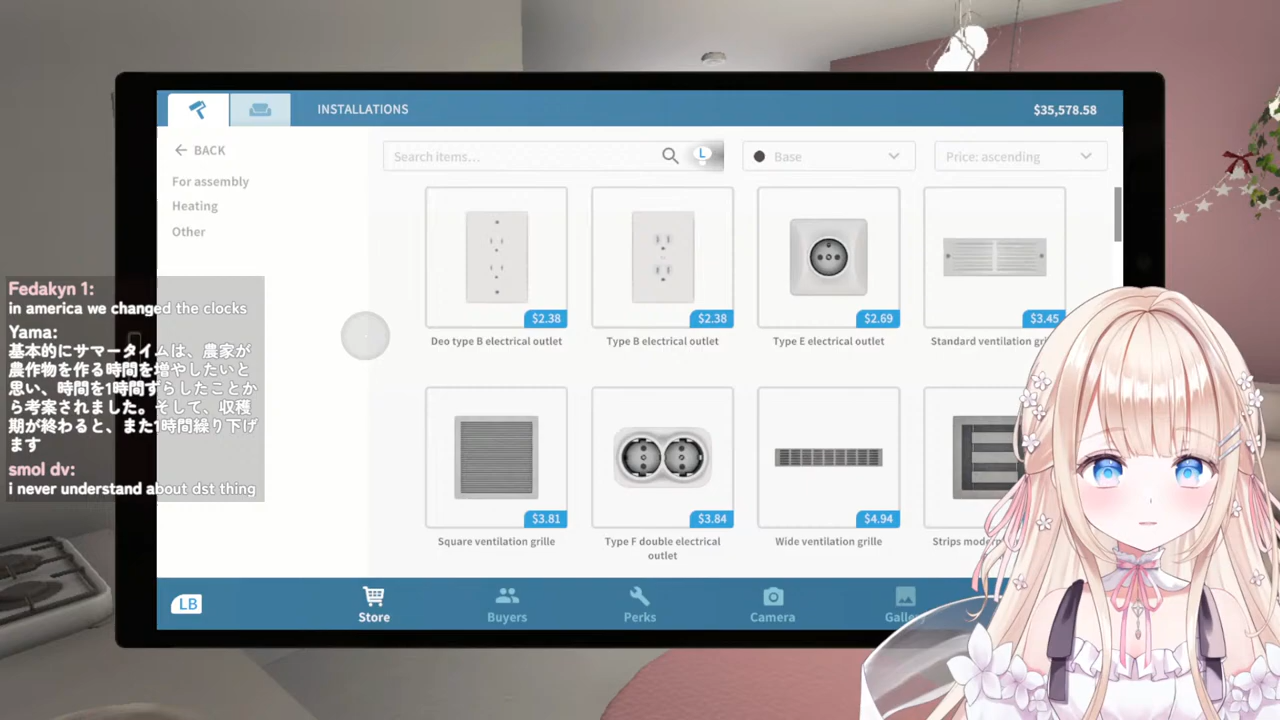 INSTALLATIONS
$35,578.58
BACK
For assembly
Heating
Other
Search items...
L
Base
Price: ascending
$2.38
$2.38
$2.69
$3.45
Deo type B electrical outlet
Type B electrical outlet
Type E electrical outlet
Standard ventilation
$3.81
$3.84
$4.94
Square ventilation grille
Type F double electrical
outlet
Wide ventilation grille
Strips
LB
Store
Buyers
Perks
Camera
Fedakyn 1:
in america we changed the clocks
Yama:
基本的にサマータイムは、農家が
農作物を作る時間を増やしたいと
思い、時間を1時間ずらしたことか
ら考案されました。そして、収穫
期が終わると、また1時間繰り下げ
ます
smol dv:
i never understand about dst thing